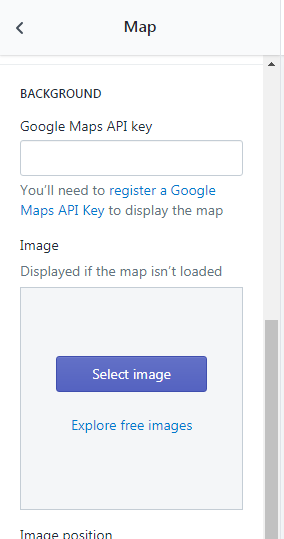 Map
BACKGROUND
Google Maps API key
You'll need to register a Google
Maps API Key to display the map
Image
Displayed if the map isn't loaded
Select image
Explore free images
Image position